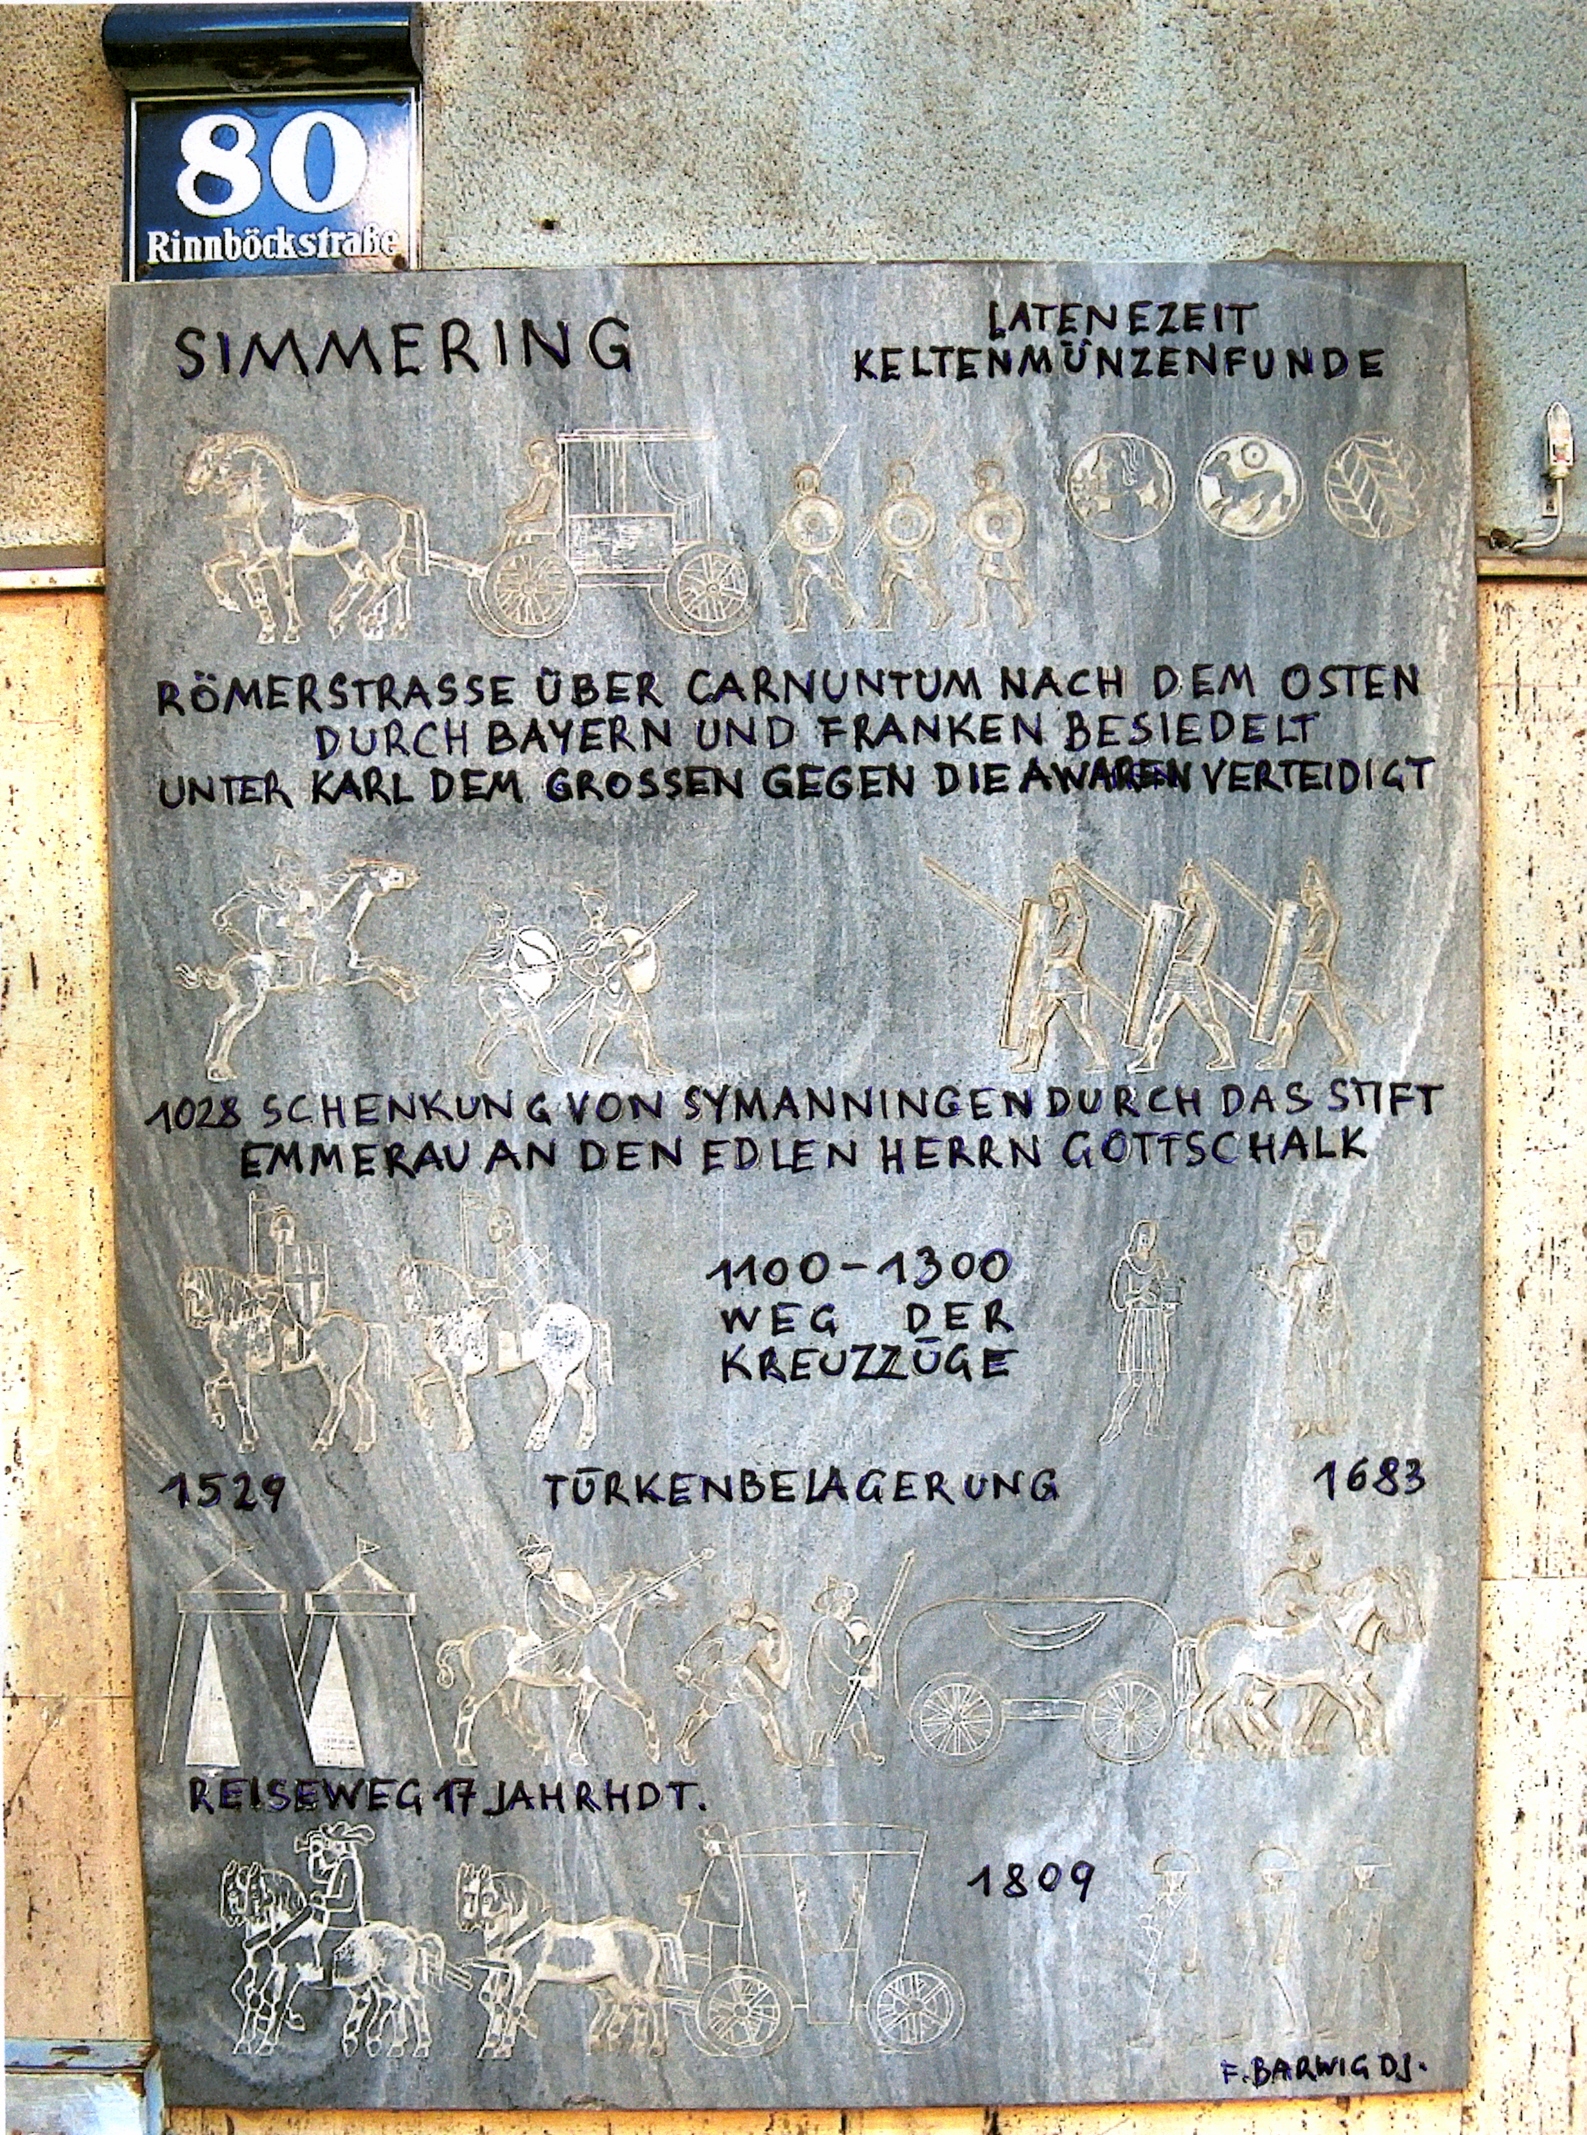 80
Rinnböckstraße
SIMMERING
LATENEZEIT
KELTENMÜNZENFUNDE
RÖMERSTRASSE ÜBER CARNUNTUM NACH DEM OSTEN
DURCH BAYERN UND FRANKEN BESIEDELT
UNTER KARL DEM GROSSEN GEGEN DIE AWAREN VERTEIDIGT
1028 SCHENKUNG VON SYMANNINGEN DURCH DAS STIFT
EMMERAU AN DEN EDLEN HERRN GOTTSCHALK
1100-1300
WEG DER
KREUZZÜGE
1529 TÜRKENBELAGERUNG 1683
REISEWEG 17 JAHRHDT.
1809
F. BARWIG DJ.